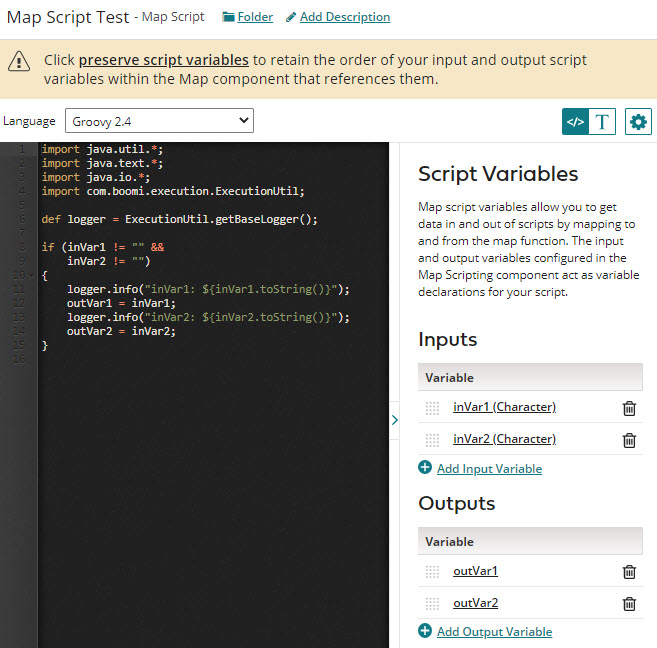 Map Script Test - Map Script Folder Add Description
Click preserve script variables to retain the order of your input and output script
variables within the Map component that references them.
Language Groovy 2.4 </> T
1 import java.util.*;
2 import java.text.*;
3 import java.io.*;
4 import com.boomi.execution.ExecutionUtil;
5
6 def logger = ExecutionUtil.getBaseLogger();
7
8 if (inVar1 != "" &&
9 inVar2 != "")
10 {
11 logger.info("inVar1: ${inVar1.toString()}");
12 outVar1 = inVar1;
13 logger.info("inVar2: ${inVar2.toString()}");
14 outVar2 = inVar2;
15 }
16
Script Variables
Map script variables allow you to get
data in and out of scripts by mapping to
and from the map function. The input
and output variables configured in the
Map Scripting component act as variable
declarations for your script.
Inputs
Variable
inVar1 (Character)
inVar2 (Character)
Add Input Variable
Outputs
Variable
outVar1
outVar2
Add Output Variable